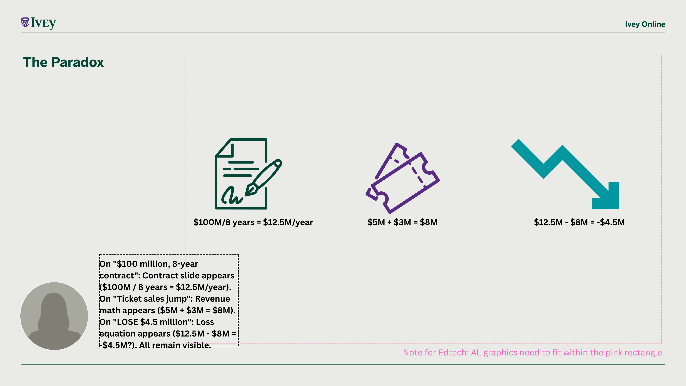 Ivey
Ivey Online
The Paradox
$100M/8 years = $12.5M/year
$5M + $3M = $8M
$12.5M - $8M = -$4.5M
On "$100 million, 8-year
contract": Contract slide appears
($100M / 8 years = $12.5M/year).
On "Ticket sales jump": Revenue
math appears ($5M + $3M = $8M).
On "LOSE $4.5 million": Loss
equation appears ($12.5M - $8M =
-$4.5M?). All remain visible.
Note for Edtech: ALL graphics need to fit within the pink rectangle